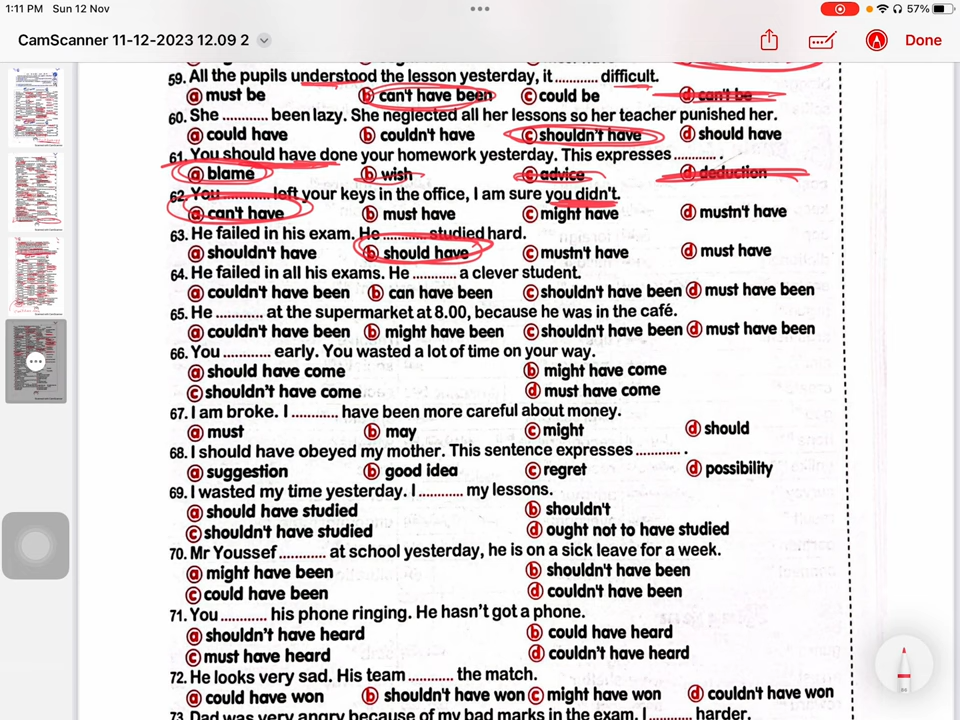 1:11 PM Sun 12 Nov
57%
CamScanner 11-12-2023 12.09 2
Done
59. All the pupils understood the lesson yesterday, it ............ difficult.
a must be b can't have been c could be d can't be
60. She ............ been lazy. She neglected all her lessons so her teacher punished her.
a could have b couldn't have c shouldn't have d should have
61. You should have done your homework yesterday. This expresses ............ .
a blame b wish c advice d deduction
62. You ............ left your keys in the office, I am sure you didn't.
a can't have b must have c might have d mustn't have
63. He failed in his exam. He ............ studied hard.
a shouldn't have b should have c mustn't have d must have
64. He failed in all his exams. He ............ a clever student.
a couldn't have been b can have been c shouldn't have been d must have been
65. He ............ at the supermarket at 8.00, because he was in the café.
a couldn't have been b might have been c shouldn't have been d must have been
66. You ............ early. You wasted a lot of time on your way.
a should have come b might have come
c shouldn't have come d must have come
67. I am broke. I ............ have been more careful about money.
a must b may c might d should
68. I should have obeyed my mother. This sentence expresses ............ .
a suggestion b good idea c regret d possibility
69. I wasted my time yesterday. I ............ my lessons.
a should have studied b shouldn't
c shouldn't have studied d ought not to have studied
70. Mr Youssef ............ at school yesterday, he is on a sick leave for a week.
a might have been b shouldn't have been
c could have been d couldn't have been
71. You ............ his phone ringing. He hasn't got a phone.
a shouldn't have heard b could have heard
c must have heard d couldn't have heard
72. He looks very sad. His team ............ the match.
a could have won b shouldn't have won c might have won d couldn't have won
73. Dad was very angry because of my bad marks in the exam. I ............ harder.